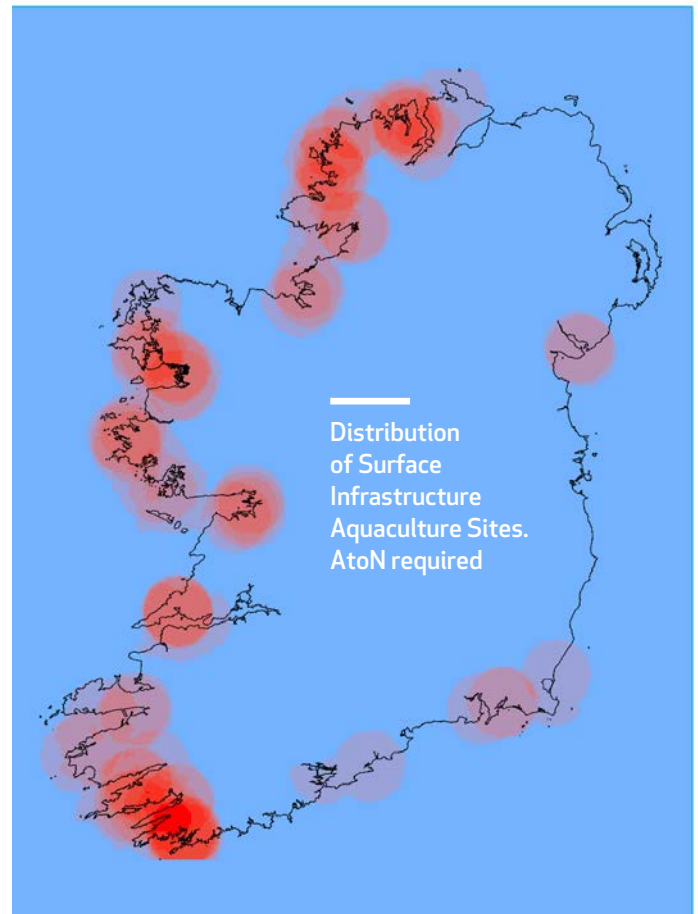 Distribution
of Surface
Infrastructure
Aquaculture Sites.
AtoN required